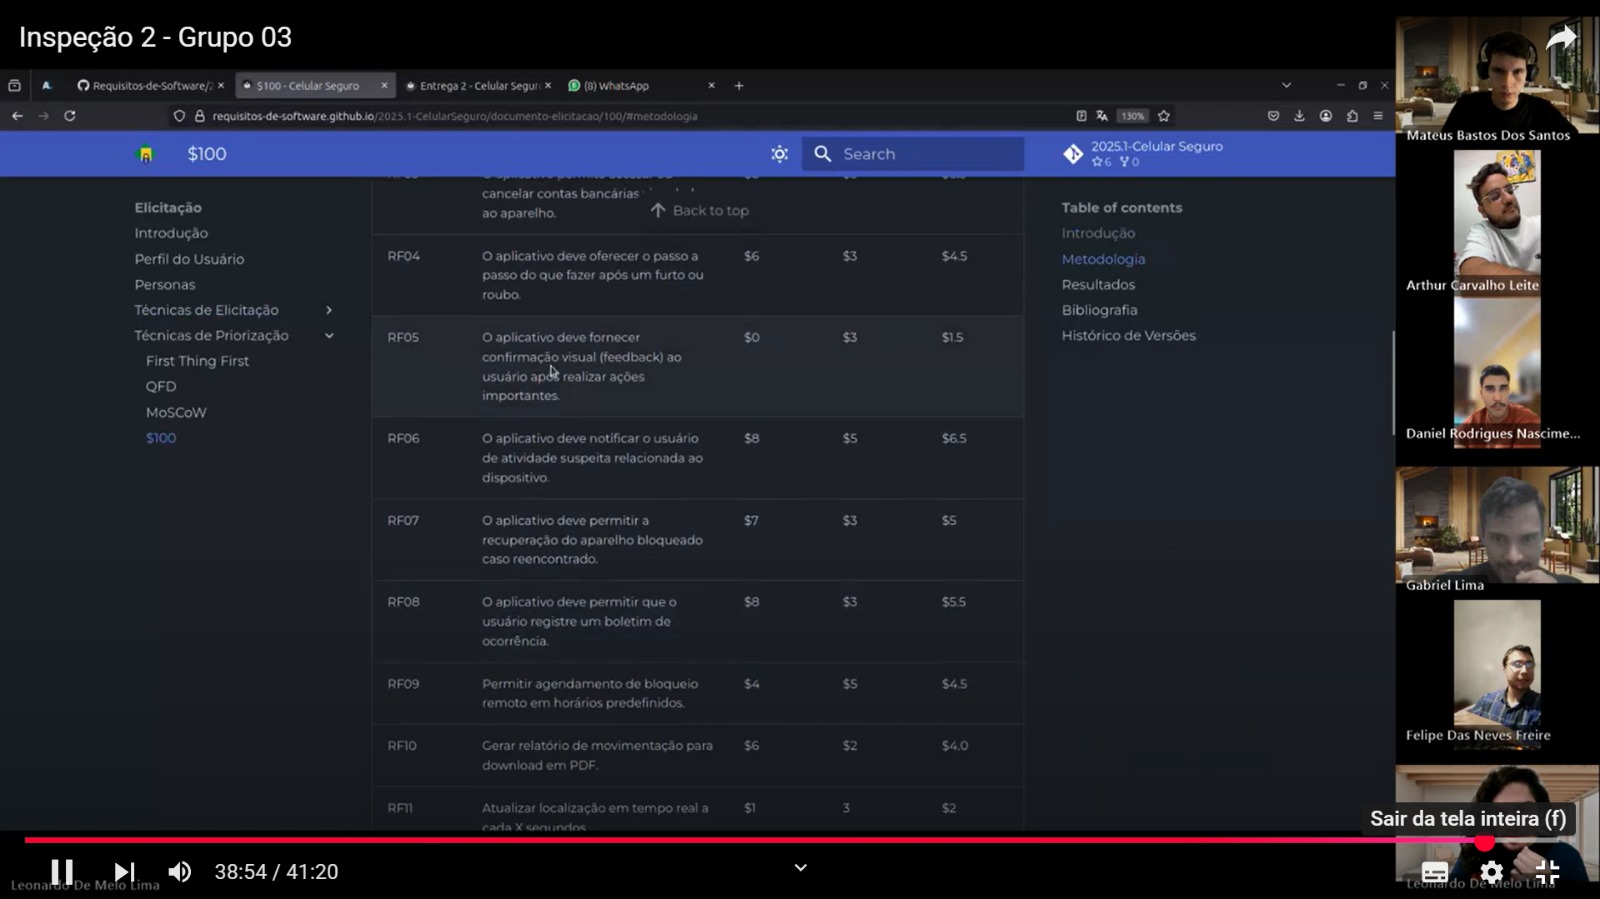 Inspeção 2 - Grupo 03
Requisitos-de-Software/2
$100 - Celular Seguro
Entrega 2 - Celular Segur
(8) WhatsApp
requisitos-de-software.github.io/2025.1-CelularSeguro/documento-elicitacao/100/#metodologia
130%
$100
Search
2025.1-Celular Seguro
6 0
Elicitação
Introdução
Perfil do Usuário
Personas
Técnicas de Elicitação
Técnicas de Priorização
First Thing First
QFD
MoSCoW
$100
cancelar contas bancárias
ao aparelho.
Back to top
RF04 O aplicativo deve oferecer o passo a $6 $3 $4.5
passo do que fazer após um furto ou
roubo.
RF05 O aplicativo deve fornecer $0 $3 $1.5
confirmação visual (feedback) ao
usuário após realizar ações
importantes.
RF06 O aplicativo deve notificar o usuário $8 $5 $6.5
de atividade suspeita relacionada ao
dispositivo.
RF07 O aplicativo deve permitir a $7 $3 $5
recuperação do aparelho bloqueado
caso reencontrado.
RF08 O aplicativo deve permitir que o $8 $3 $5.5
usuário registre um boletim de
ocorrência.
RF09 Permitir agendamento de bloqueio $4 $5 $4.5
remoto em horários predefinidos.
RF10 Gerar relatório de movimentação para $6 $2 $4.0
download em PDF.
RF11 Atualizar localização em tempo real a $1 3 $2
cada X segundos
Table of contents
Introdução
Metodologia
Resultados
Bibliografia
Histórico de Versões
Mateus Bastos Dos Santos
Arthur Carvalho Leite
Daniel Rodrigues Nascime...
Gabriel Lima
Felipe Das Neves Freire
Sair da tela inteira (f)
Leonardo De Melo Lima
38:54 / 41:20
Leonardo De Melo Lima